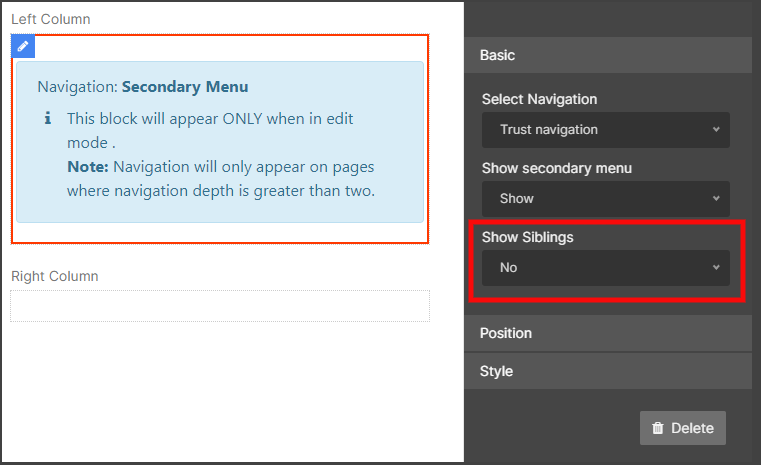 Left Column
Navigation: Secondary Menu
This block will appear ONLY when in edit
mode .
Note: Navigation will only appear on pages
where navigation depth is greater than two.
Right Column
Basic
Select Navigation
Trust navigation
Show secondary menu
Show
Show Siblings
No
Position
Style
Delete